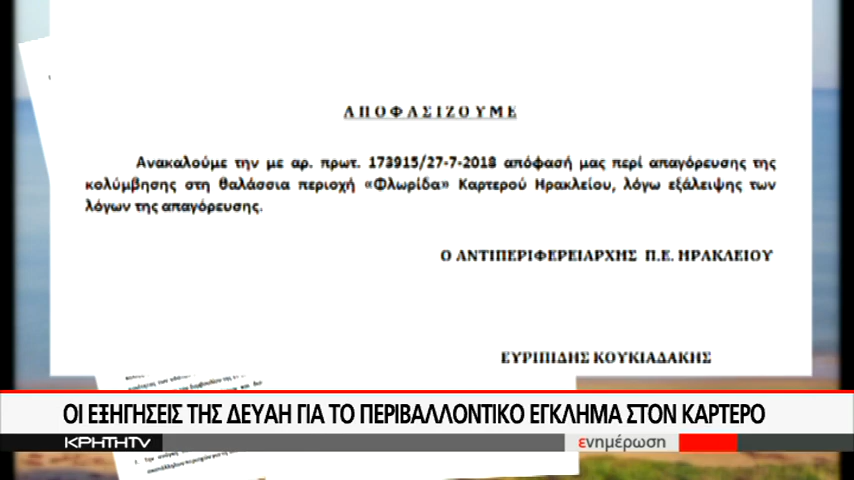 ΑΠΟΦΑΣΙΖΟΥΜΕ
Ανακαλούμε την με αρ. πρωτ. 173915/27-7-2018 απόφασή μας περί απαγόρευσης της
κολύμβησης στη θαλάσσια περιοχή «Φλωρίδα» Καρτερού Ηρακλείου, λόγω εξάλειψης των
λόγων της απαγόρευσης.
Ο ΑΝΤΙΠΕΡΙΦΕΡΕΙΑΡΧΗΣ Π.Ε. ΗΡΑΚΛΕΙΟΥ
ΕΥΡΙΠΙΔΗΣ ΚΟΥΚΙΑΔΑΚΗΣ
ΟΙ ΕΞΗΓΗΣΕΙΣ ΤΗΣ ΔΕΥΑΗ ΓΙΑ ΤΟ ΠΕΡΙΒΑΛΛΟΝΤΙΚΟ ΕΓΚΛΗΜΑ ΣΤΟΝ ΚΑΡΤΕΡΟ
ΚΡΗΤΗTV ενημέρωση